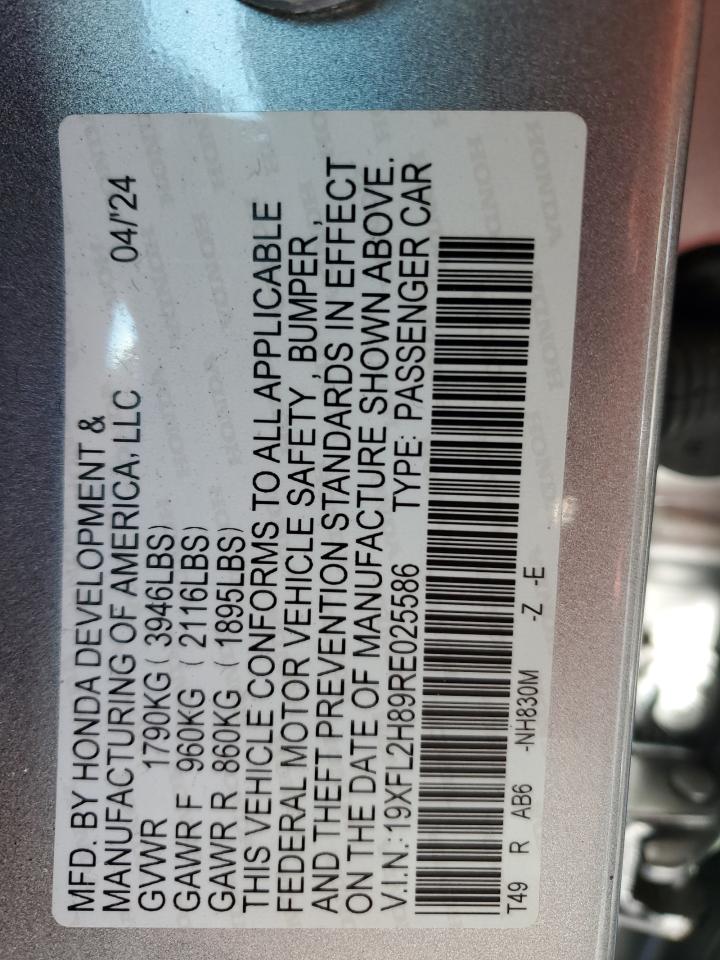 MFD. BY HONDA DEVELOPMENT &
MANUFACTURING OF AMERICA, LLC 04/'24
GVWR 1790KG ( 3946LBS)
GAWR F 960KG ( 2116LBS)
GAWR R 860KG ( 1895LBS)
THIS VEHICLE CONFORMS TO ALL APPLICABLE
FEDERAL MOTOR VEHICLE SAFETY , BUMPER ,
AND THEFT PREVENTION STANDARDS IN EFFECT
ON THE DATE OF MANUFACTURE SHOWN ABOVE.
V.I.N.:19XFL2H89RE025586 TYPE: PASSENGER CAR
T49 R AB6 -NH830M -Z -E